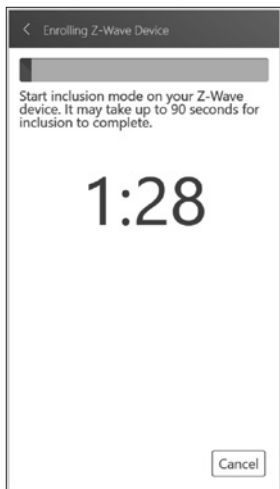 Enrolling Z-Wave Device
Start inclusion mode on your Z-Wave
device. It may take up to 90 seconds for
inclusion to complete.
1:28
Cancel